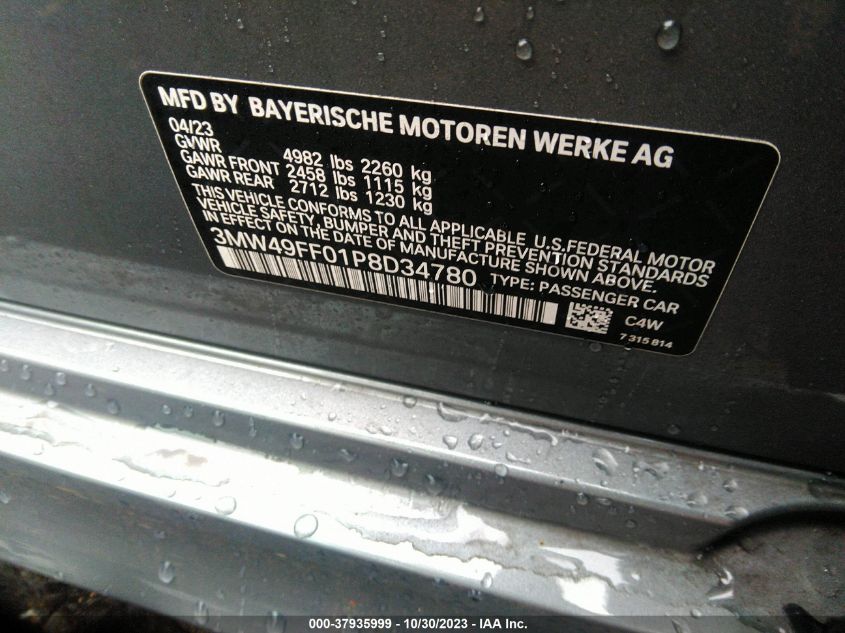 MFD BY BAYERISCHE MOTOREN WERKE AG
04/23
GVWR 4982 lbs 2260 kg
GAWR FRONT 2458 lbs 1115 kg
GAWR REAR 2712 lbs 1230 kg
THIS VEHICLE CONFORMS TO ALL APPLICABLE U.S.FEDERAL MOTOR
VEHICLE SAFETY, BUMPER AND THEFT PREVENTION STANDARDS
IN EFFECT ON THE DATE OF MANUFACTURE SHOWN ABOVE.
3MW49FF01P8D34780 TYPE: PASSENGER CAR
C4W
7 315 814
000-37935999 - 10/30/2023 - IAA Inc.